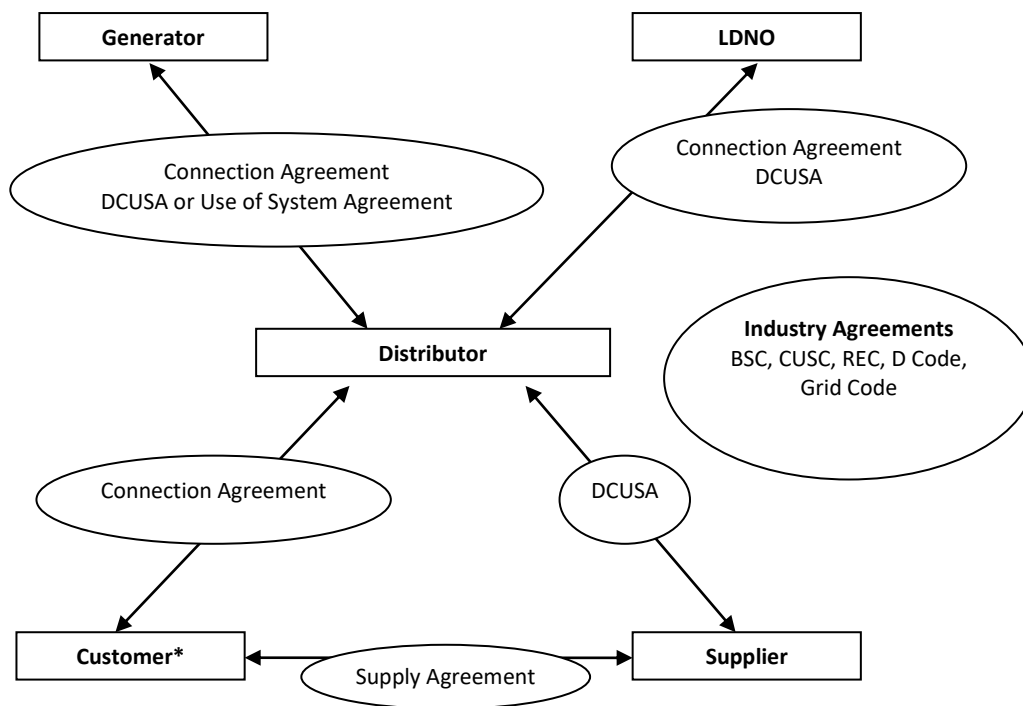 Generator
LDNO
Connection Agreement
DCUSA or Use of System Agreement
Connection Agreement
DCUSA
Distributor
Industry Agreements
BSC, CUSC, REC, D Code,
Grid Code
Connection Agreement
DCUSA
Customer*
Supplier
Supply Agreement